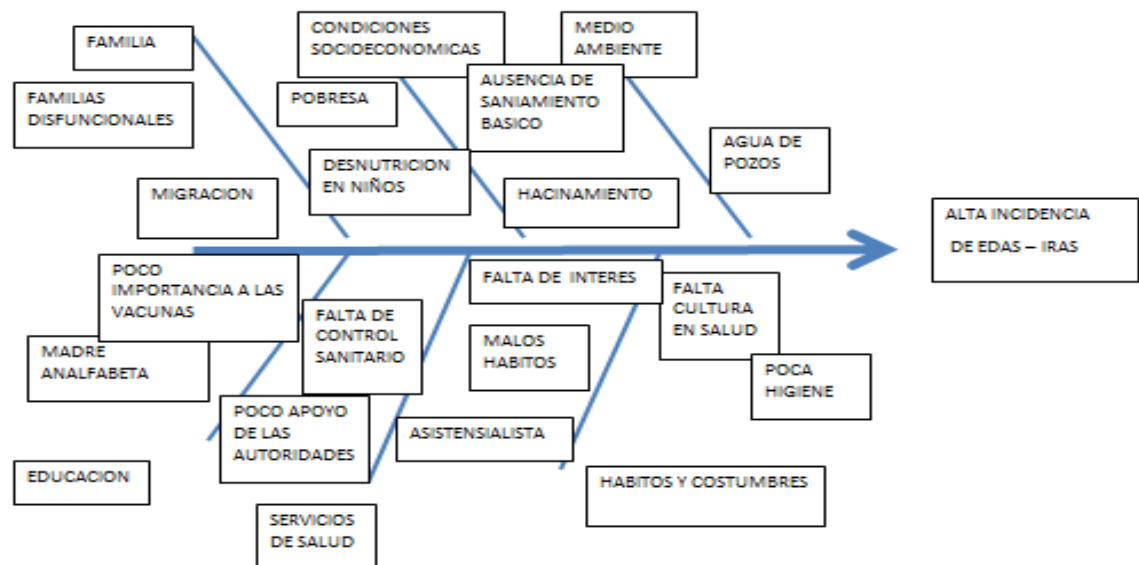 FAMILIA
CONDICIONES
SOCIOECONOMICAS
MEDIO
AMBIENTE
FAMILIAS
DISFUNCIONALES
POBRESA
AUSENCIA DE
SANIAMIENTO
BASICO
MIGRACION
DESNUTRICION
EN NIÑOS
HACINAMIENTO
AGUA DE
POZOS
ALTA INCIDENCIA
DE EDAS – IRAS
POCO
IMPORTANCIA A LAS
VACUNAS
FALTA DE INTERES
FALTA
CULTURA
EN SALUD
MADRE
ANALFABETA
FALTA DE
CONTROL
SANITARIO
MALOS
HABITOS
POCA
HIGIENE
POCO APOYO
DE LAS
AUTORIDADES
ASISTENSIALISTA
EDUCACION
SERVICIOS
DE SALUD
HABITOS Y COSTUMBRES